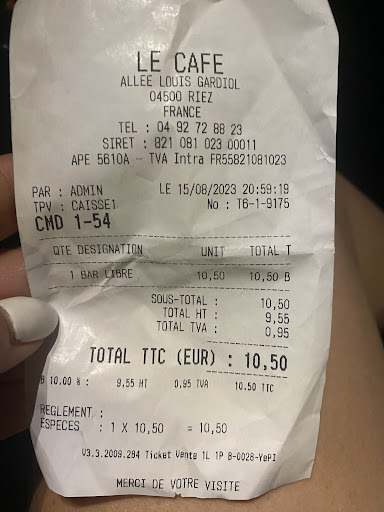 LE CAFE
ALLEE LOUIS GARDIOL
04500 RIEZ
FRANCE
TEL : 04 92 72 88 23
SIRET : 821 081 023 00011
APE 5610A - TVA Intra FR55821081023
PAR : ADMIN LE 15/08/2023 20:59:19
TPV : CAISSE1 No : T6-1-9175
CMD 1-54
QTE DESIGNATION UNIT TOTAL T
1 BAR LIBRE 10,50 10,50 B
SOUS-TOTAL : 10,50
TOTAL HT : 9,55
TOTAL TVA : 0,95
TOTAL TTC (EUR) : 10,50
B 10.00 % : 9,55 HT 0,95 TVA 10,50 TTC
REGLEMENT :
ESPECES : 1 X 10,50 = 10,50
V3.3.2009.284 Ticket Vente 1L 1P B-0028-YePI
MERCI DE VOTRE VISITE